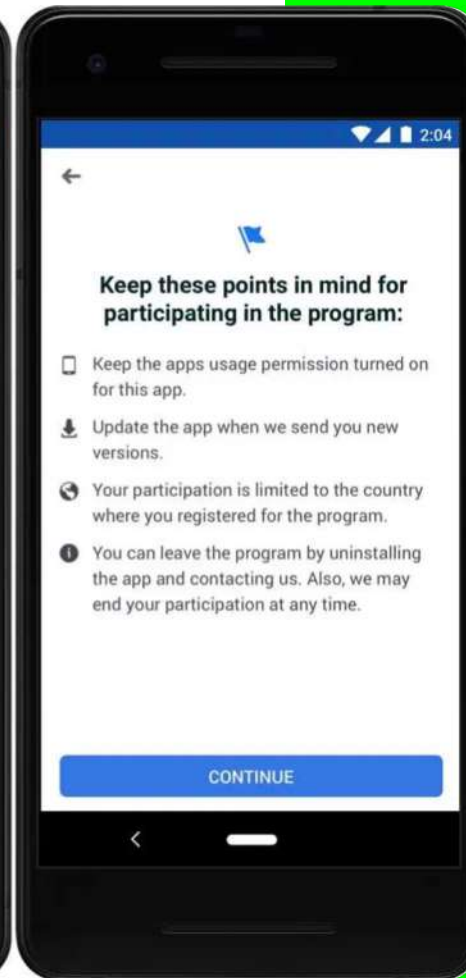 2:04
Keep these points in mind for
participating in the program:
Keep the apps usage permission turned on
for this app.
Update the app when we send you new
versions.
Your participation is limited to the country
where you registered for the program.
You can leave the program by uninstalling
the app and contacting us. Also, we may
end your participation at any time.
CONTINUE